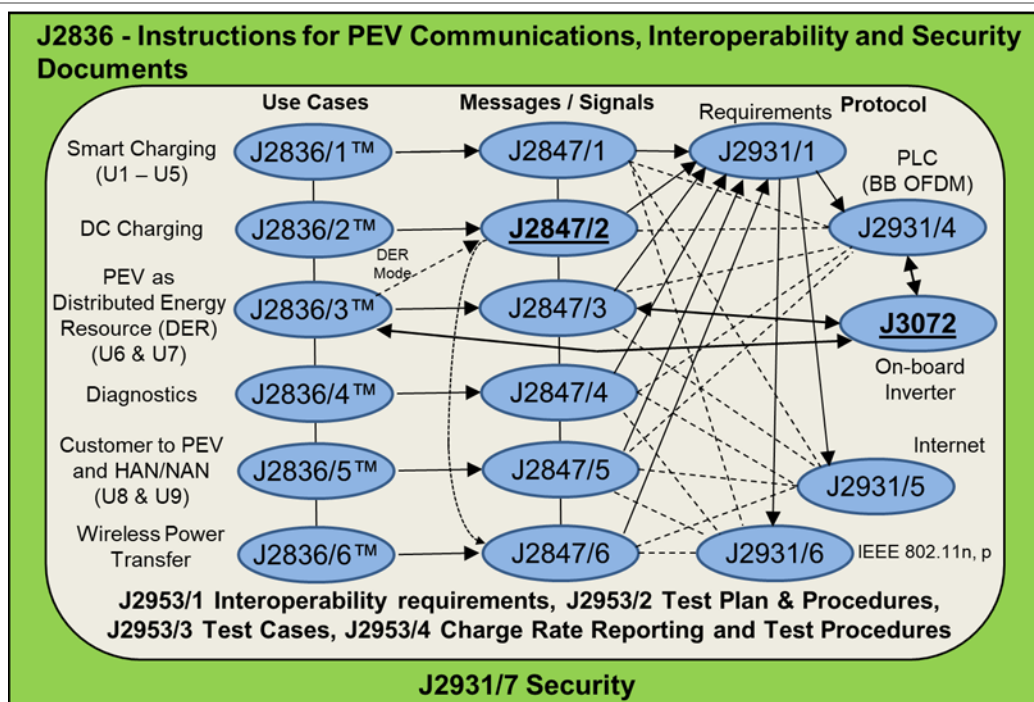 J2836 - Instructions for PEV Communications, Interoperability and Security
Documents
Use Cases
Messages / Signals
Requirements
Protocol
Smart Charging
(U1 – U5)
J2836/1™
J2847/1
J2931/1
PLC
(BB OFDM)
DC Charging
J2836/2™
J2847/2
J2931/4
DER
Mode
PEV as
Distributed Energy
Resource (DER)
(U6 & U7)
J2836/3™
J2847/3
J3072
On-board
Inverter
Diagnostics
J2836/4™
J2847/4
Customer to PEV
and HAN/NAN
(U8 & U9)
J2836/5™
J2847/5
Internet
J2931/5
Wireless Power
Transfer
J2836/6™
J2847/6
J2931/6
IEEE 802.11n, p
J2953/1 Interoperability requirements, J2953/2 Test Plan & Procedures,
J2953/3 Test Cases, J2953/4 Charge Rate Reporting and Test Procedures
J2931/7 Security